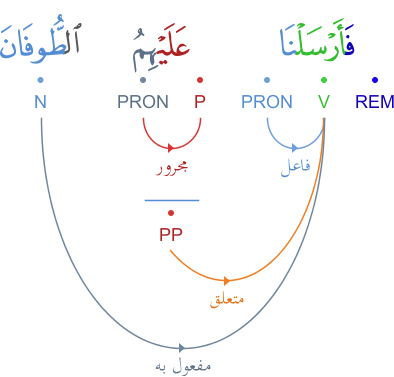 فَأَرْسَلْنَا عَلَيْهِمُ ٱلطُّوفَانَ
REM V PRON P PRON N
فاعل
مجرور
PP
متعلق
مفعول به